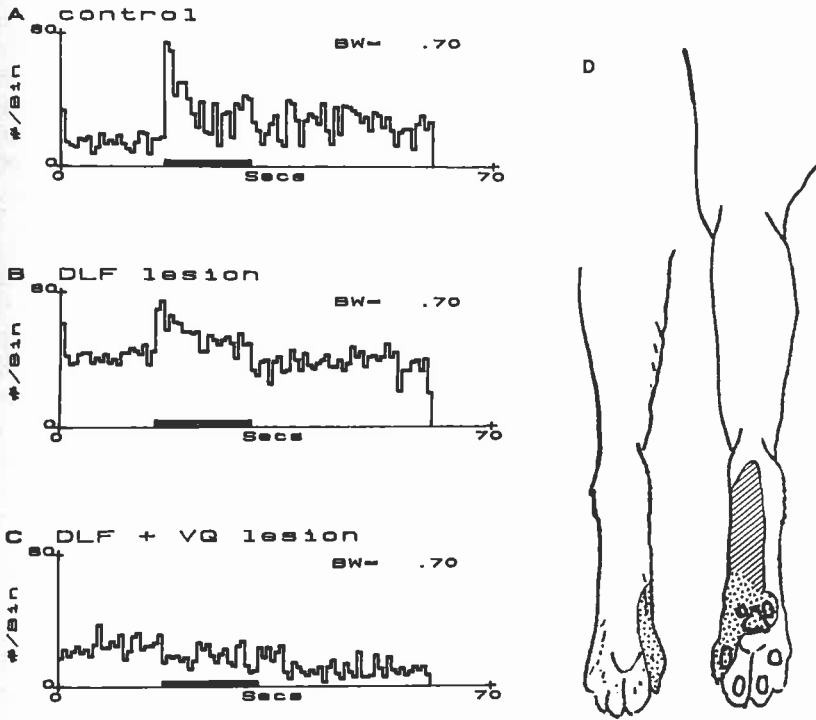 A control
80
BW= .70
#/Bin
0
0
Secs
70
B DLF lesion
80
BW= .70
#/Bin
0
0
Secs
70
C DLF + VQ lesion
80
BW= .70
#/Bin
0
0
Secs
70
D